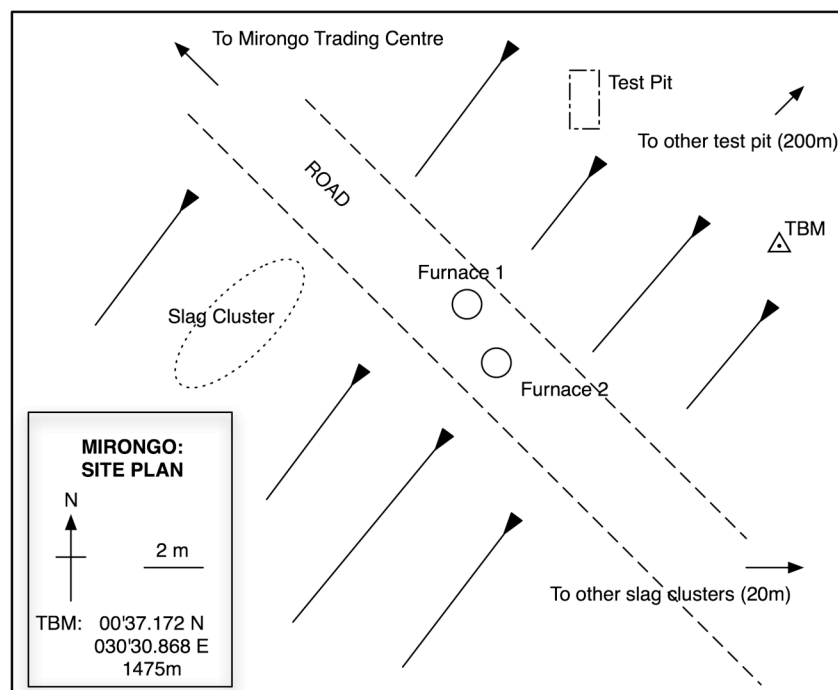 To Mirongo Trading Centre
Test Pit
To other test pit (200m)
ROAD
TBM
Furnace 1
Slag Cluster
Furnace 2
MIRONGO:
SITE PLAN
N
2 m
To other slag clusters (20m)
TBM: 00'37.172 N
030'30.868 E
1475m